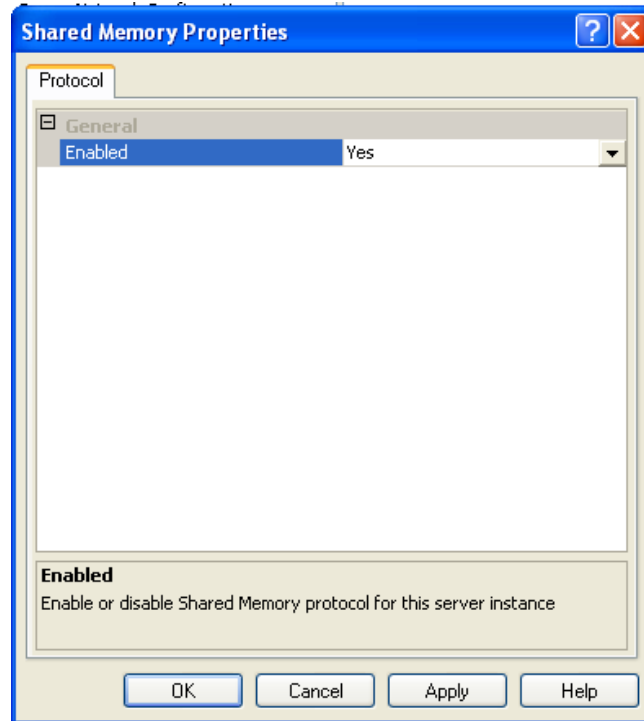 Shared Memory Properties
Protocol
General
Enabled Yes
Enabled
Enable or disable Shared Memory protocol for this server instance
OK Cancel Apply Help